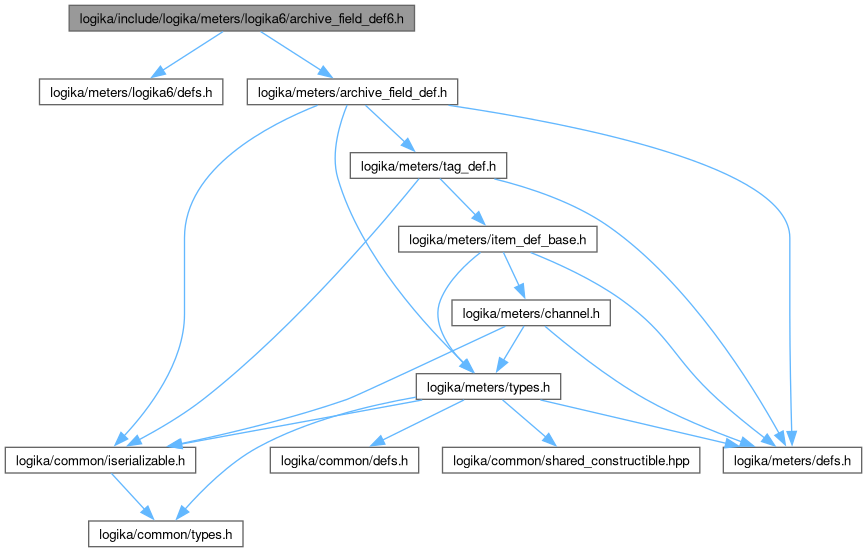 logika/include/logika/meters/logika6/archive_field_def6.h
logika/meters/logika6/defs.h
logika/meters/archive_field_def.h
logika/meters/tag_def.h
logika/meters/item_def_base.h
logika/meters/channel.h
logika/meters/types.h
logika/common/iserializable.h
logika/common/defs.h
logika/common/shared_constructible.hpp
logika/meters/defs.h
logika/common/types.h